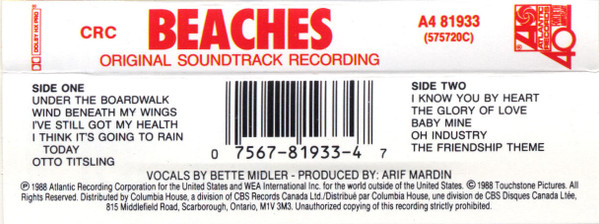 DOLBY HX PRO
CRC
BEACHES
ORIGINAL SOUNDTRACK RECORDING
A4 81933
(575720C)
ATLANTIC
RECORDS
40
SIDE ONE
UNDER THE BOARDWALK
WIND BENEATH MY WINGS
I'VE STILL GOT MY HEALTH
I THINK IT'S GOING TO RAIN
TODAY
OTTO TITSLING
0 7567-81933-4 7
SIDE TWO
I KNOW YOU BY HEART
THE GLORY OF LOVE
BABY MINE
OH INDUSTRY
THE FRIENDSHIP THEME
VOCALS BY BETTE MIDLER - PRODUCED BY: ARIF MARDIN
℗ 1988 Atlantic Recording Corporation for the United States and WEA International Inc. for the world outside of the United States. © 1988 Touchstone Pictures. All
Rights Reserved. Distributed by Columbia House, a division of CBS Records Canada Ltd./Distribué par Columbia House, une division de CBS Disques Canada Ltée,
815 Middlefield Road, Scarborough, Ontario, M1V 3M3. Unauthorized copying of this recording strictly prohibited.